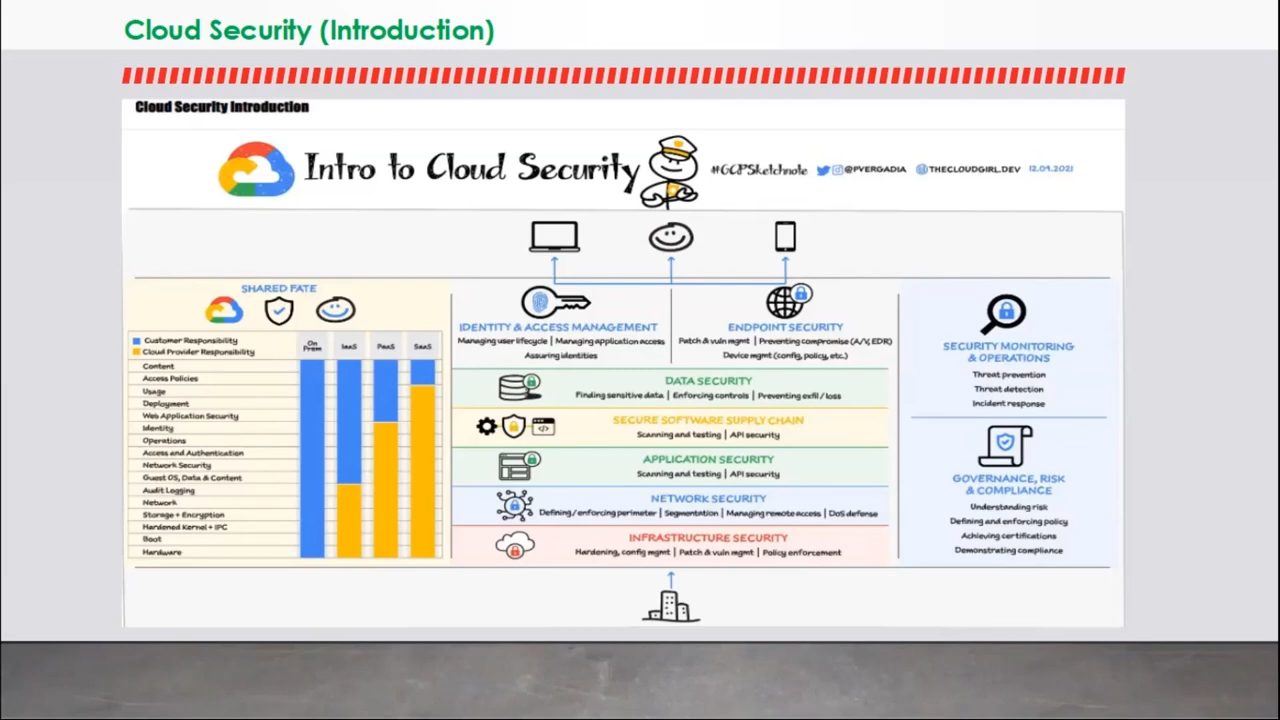 Cloud Security (Introduction)
Cloud Security Introduction
Intro to Cloud Security
#GCPSketchnote
@PVERGADIA
THECLOUDGIRL.DEV
12.09.2021
SHARED FATE
Customer Responsibility
Cloud Provider Responsibility
On Prem
IaaS
PaaS
SaaS
Content
Access Policies
Usage
Deployment
Web Application Security
Identity
Operations
Access and Authentication
Network Security
Guest OS, Data & Content
Audit Logging
Network
Storage + Encryption
Hardened Kernel + IPC
Boot
Hardware
IDENTITY & ACCESS MANAGEMENT
Managing user lifecycle | Managing application access
Assuring identities
ENDPOINT SECURITY
Patch & vuln mgmt | Preventing compromise (A/V, EDR)
Device mgmt (config, policy, etc.)
DATA SECURITY
Finding sensitive data | Enforcing controls | Preventing exfil / loss
SECURE SOFTWARE SUPPLY CHAIN
Scanning and testing | API security
APPLICATION SECURITY
Scanning and testing | API security
NETWORK SECURITY
Defining / enforcing perimeter | Segmentation | Managing remote access | DoS defense
INFRASTRUCTURE SECURITY
Hardening, config mgmt | Patch & vuln mgmt | Policy enforcement
SECURITY MONITORING
& OPERATIONS
Threat prevention
Threat detection
Incident response
GOVERNANCE, RISK
& COMPLIANCE
Understanding risk
Defining and enforcing policy
Achieving certifications
Demonstrating compliance